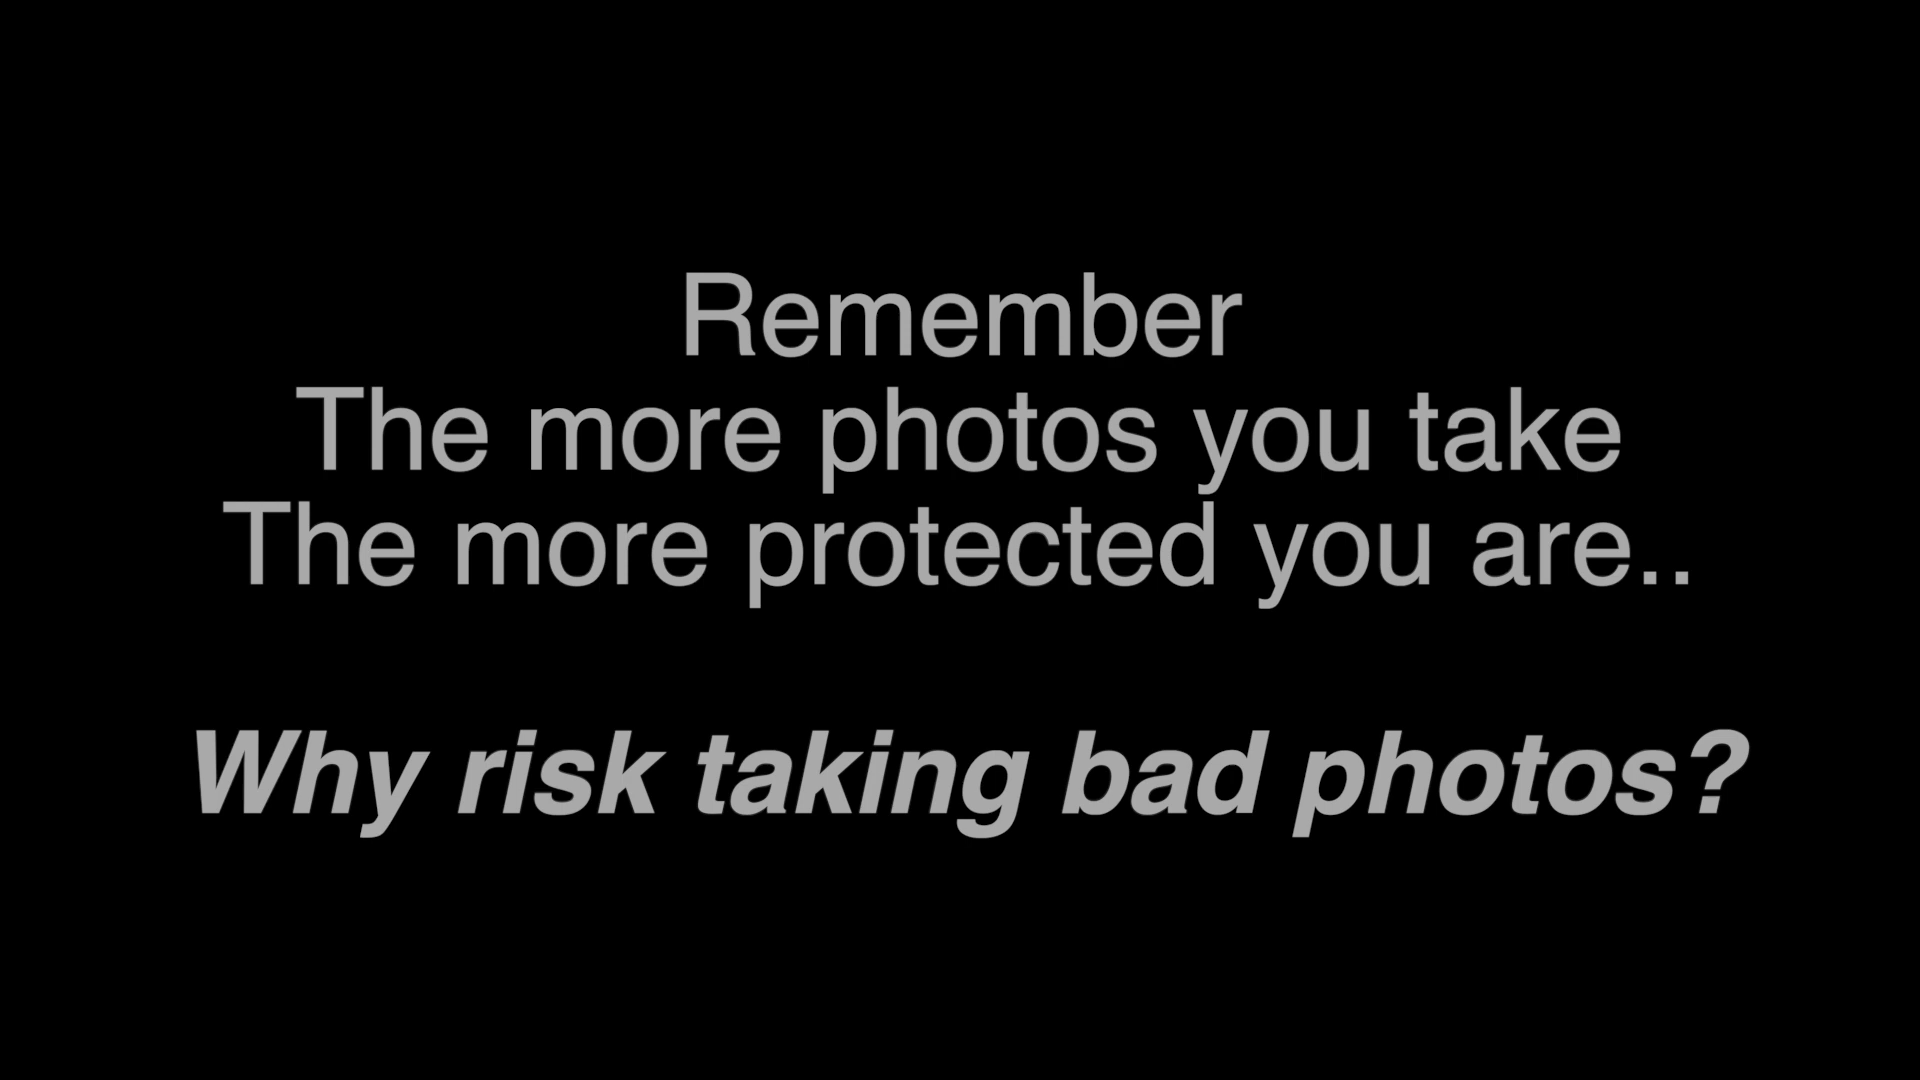 Remember
The more photos you take
The more protected you are..
Why risk taking bad photos?